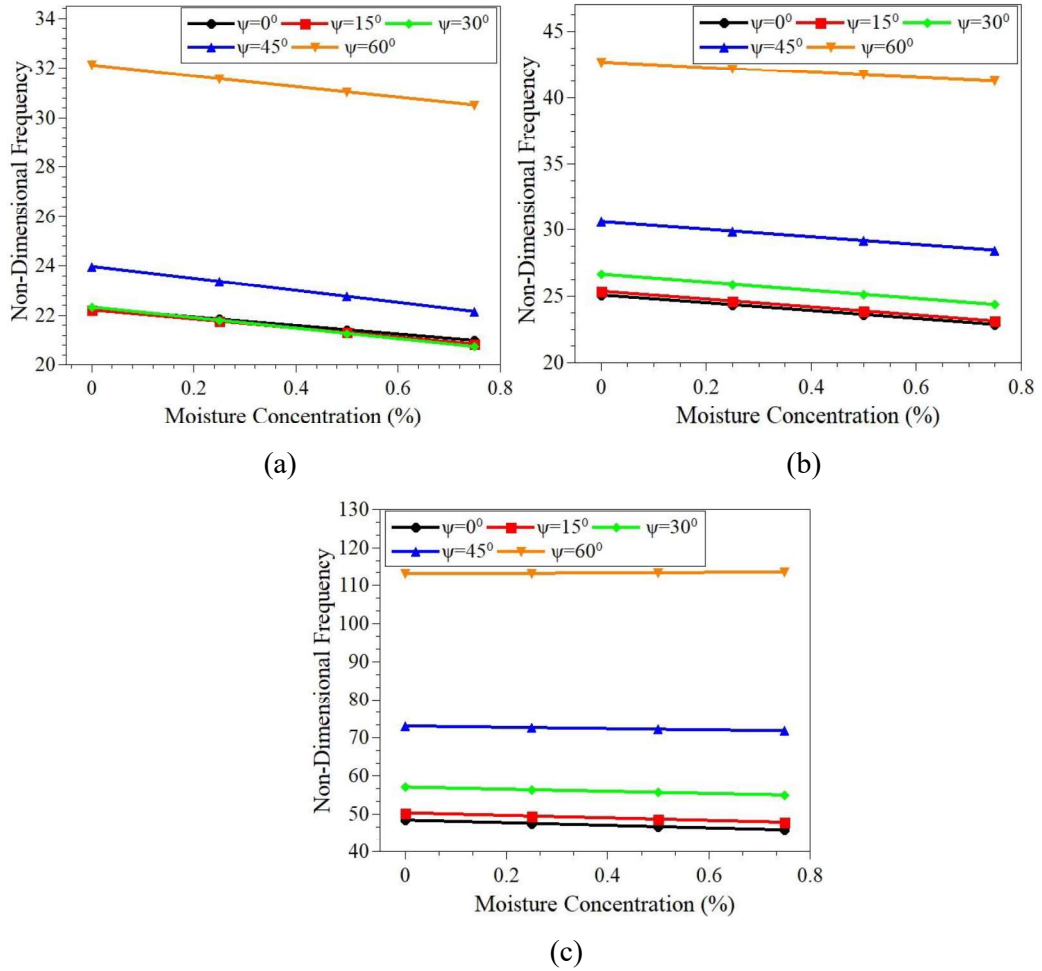 ψ=0⁰ ψ=15⁰ ψ=30⁰
ψ=45⁰ ψ=60⁰
Non-Dimensional Frequency
34
32
30
28
26
24
22
20
0 0.2 0.4 0.6 0.8
Moisture Concentration (%)
(a)
ψ=0⁰ ψ=15⁰ ψ=30⁰
ψ=45⁰ ψ=60⁰
Non-Dimensional Frequency
45
40
35
30
25
20
0 0.2 0.4 0.6 0.8
Moisture Concentration (%)
(b)
ψ=0⁰ ψ=15⁰ ψ=30⁰
ψ=45⁰ ψ=60⁰
Non-Dimensional Frequency
130
120
110
100
90
80
70
60
50
40
0 0.2 0.4 0.6 0.8
Moisture Concentration (%)
(c)